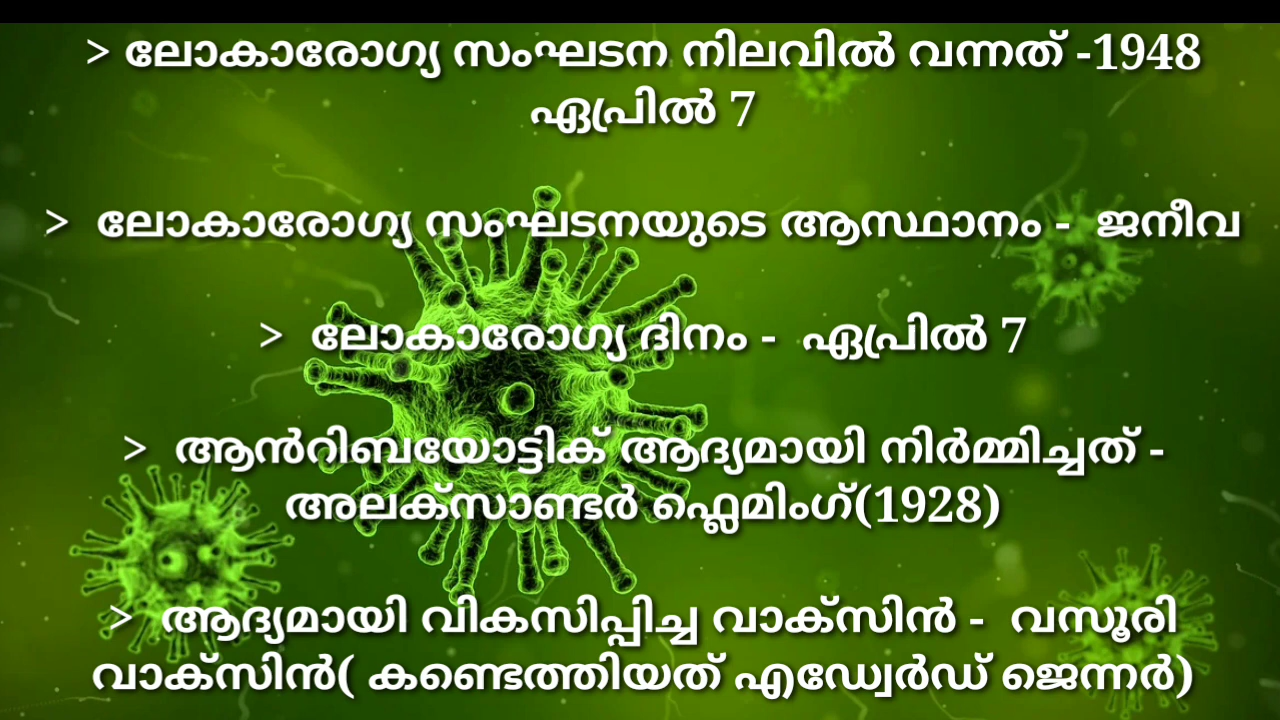 > ലോകാരോഗ്യ സംഘടന നിലവിൽ വന്നത് -1948
ഏപ്രിൽ 7
> ലോകാരോഗ്യ സംഘടനയുടെ ആസ്ഥാനം - ജനീവ
> ലോകാരോഗ്യ ദിനം - ഏപ്രിൽ 7
> ആൻറിബയോട്ടിക് ആദ്യമായി നിർമ്മിച്ചത് -
അലക്സാണ്ടർ ഫ്ലെമിംഗ്(1928)
> ആദ്യമായി വികസിപ്പിച്ച വാക്സിൻ - വസൂരി
വാക്സിൻ( കണ്ടെത്തിയത് എഡ്വേർഡ് ജെന്നർ)